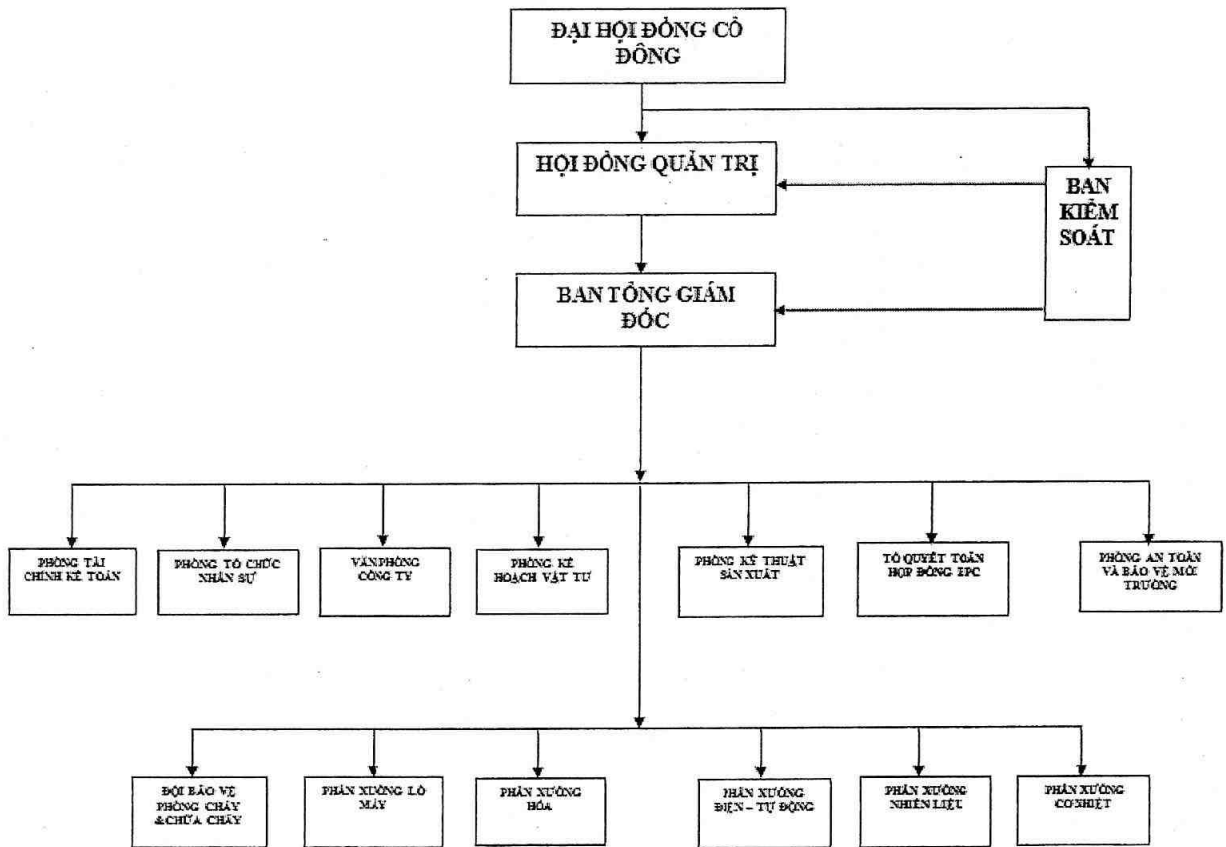 ĐẠI HỘI ĐỒNG CỔ
ĐÔNG
HỘI ĐỒNG QUẢN TRỊ
BAN
KIỂM
SOÁT
BAN TỔNG GIÁM
ĐỐC
PHÒNG TÀI
CHÍNH KẾ TOÁN
PHÒNG TỔ CHỨC
NHÂN SỰ
VĂN PHÒNG
CÔNG TY
PHÒNG KẾ
HOẠCH VẬT TƯ
PHÒNG KỸ THUẬT
SẢN XUẤT
TỔ QUYẾT TOÁN
HỢP ĐỒNG EPC
PHÒNG AN TOÀN
VÀ BẢO VỆ MÔI
TRƯỜNG
ĐỘI BẢO VỆ
PHÒNG CHÁY
&CHỮA CHÁY
PHÂN XƯỞNG LÒ
MÁY
PHÂN XƯỞNG
HÓA
PHÂN XƯỞNG
ĐIỆN – TỰ ĐỘNG
PHÂN XƯỞNG
NHIÊN LIỆU
PHÂN XƯỞNG
CƠ NHIỆT